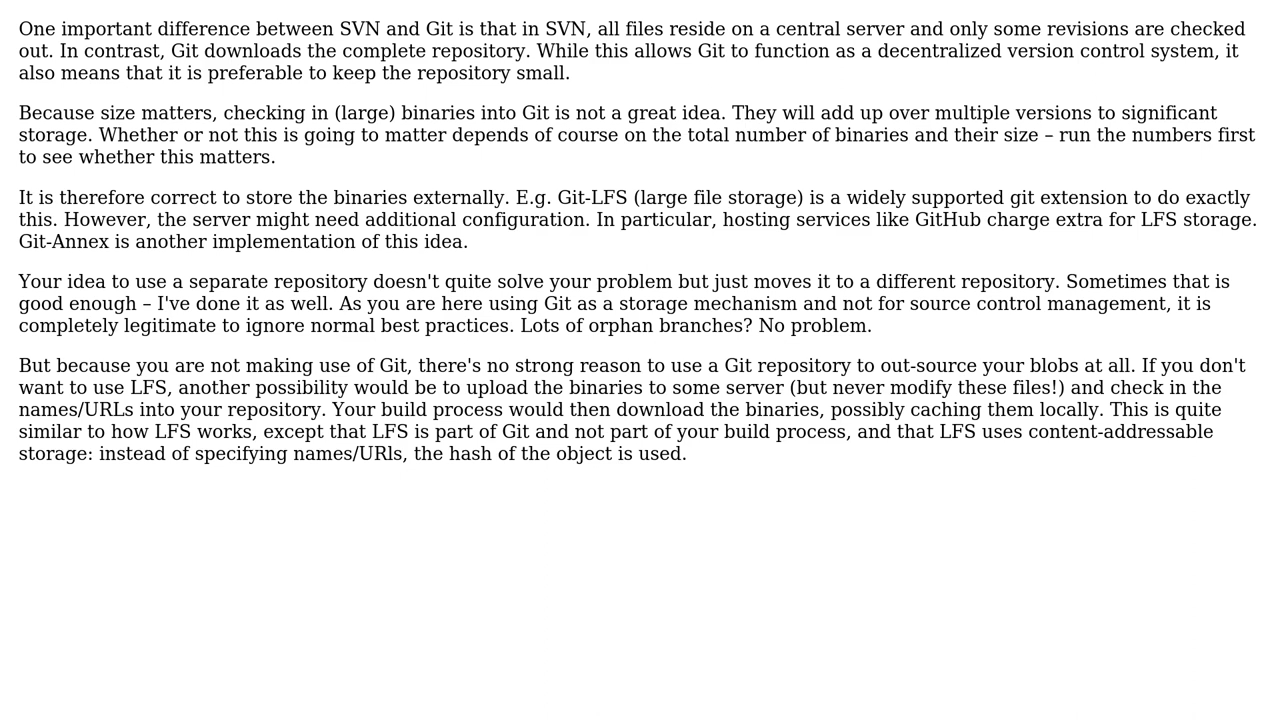 One important difference between SVN and Git is that in SVN, all files reside on a central server and only some revisions are checked
out. In contrast, Git downloads the complete repository. While this allows Git to function as a decentralized version control system, it
also means that it is preferable to keep the repository small.
Because size matters, checking in (large) binaries into Git is not a great idea. They will add up over multiple versions to significant
storage. Whether or not this is going to matter depends of course on the total number of binaries and their size – run the numbers first
to see whether this matters.
It is therefore correct to store the binaries externally. E.g. Git-LFS (large file storage) is a widely supported git extension to do exactly
this. However, the server might need additional configuration. In particular, hosting services like GitHub charge extra for LFS storage.
Git-Annex is another implementation of this idea.
Your idea to use a separate repository doesn't quite solve your problem but just moves it to a different repository. Sometimes that is
good enough – I've done it as well. As you are here using Git as a storage mechanism and not for source control management, it is
completely legitimate to ignore normal best practices. Lots of orphan branches? No problem.
But because you are not making use of Git, there's no strong reason to use a Git repository to out-source your blobs at all. If you don't
want to use LFS, another possibility would be to upload the binaries to some server (but never modify these files!) and check in the
names/URLs into your repository. Your build process would then download the binaries, possibly caching them locally. This is quite
similar to how LFS works, except that LFS is part of Git and not part of your build process, and that LFS uses content-addressable
storage: instead of specifying names/URls, the hash of the object is used.